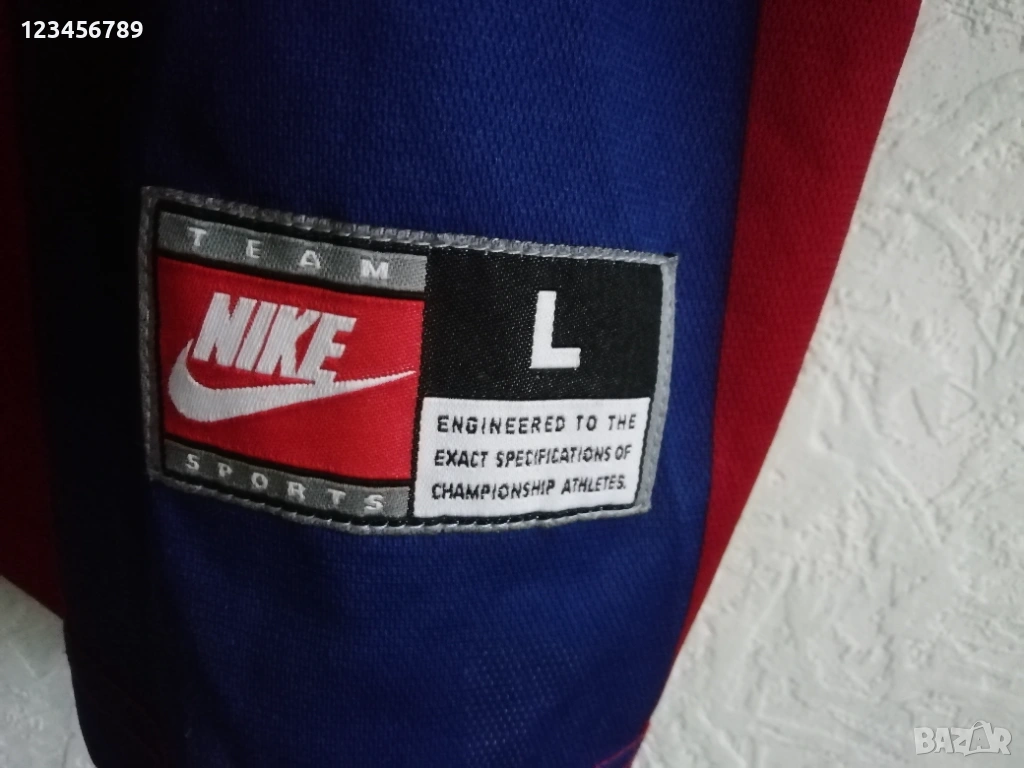 123456789
TEAM
NIKE
SPORTS
L
ENGINEERED TO THE
EXACT SPECIFICATIONS OF
CHAMPIONSHIP ATHLETES.
BAZAR